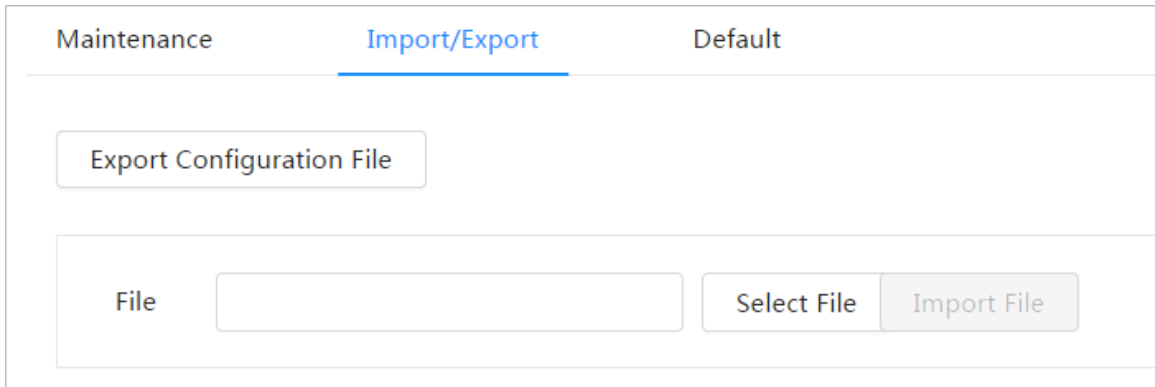 Maintenance Import/Export Default
Export Configuration File
File Select File Import File